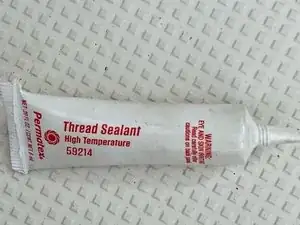 Permatex
Thread Sealant
High Temperature
59214
WARNING:
EYE AND SKIN IRRITANT